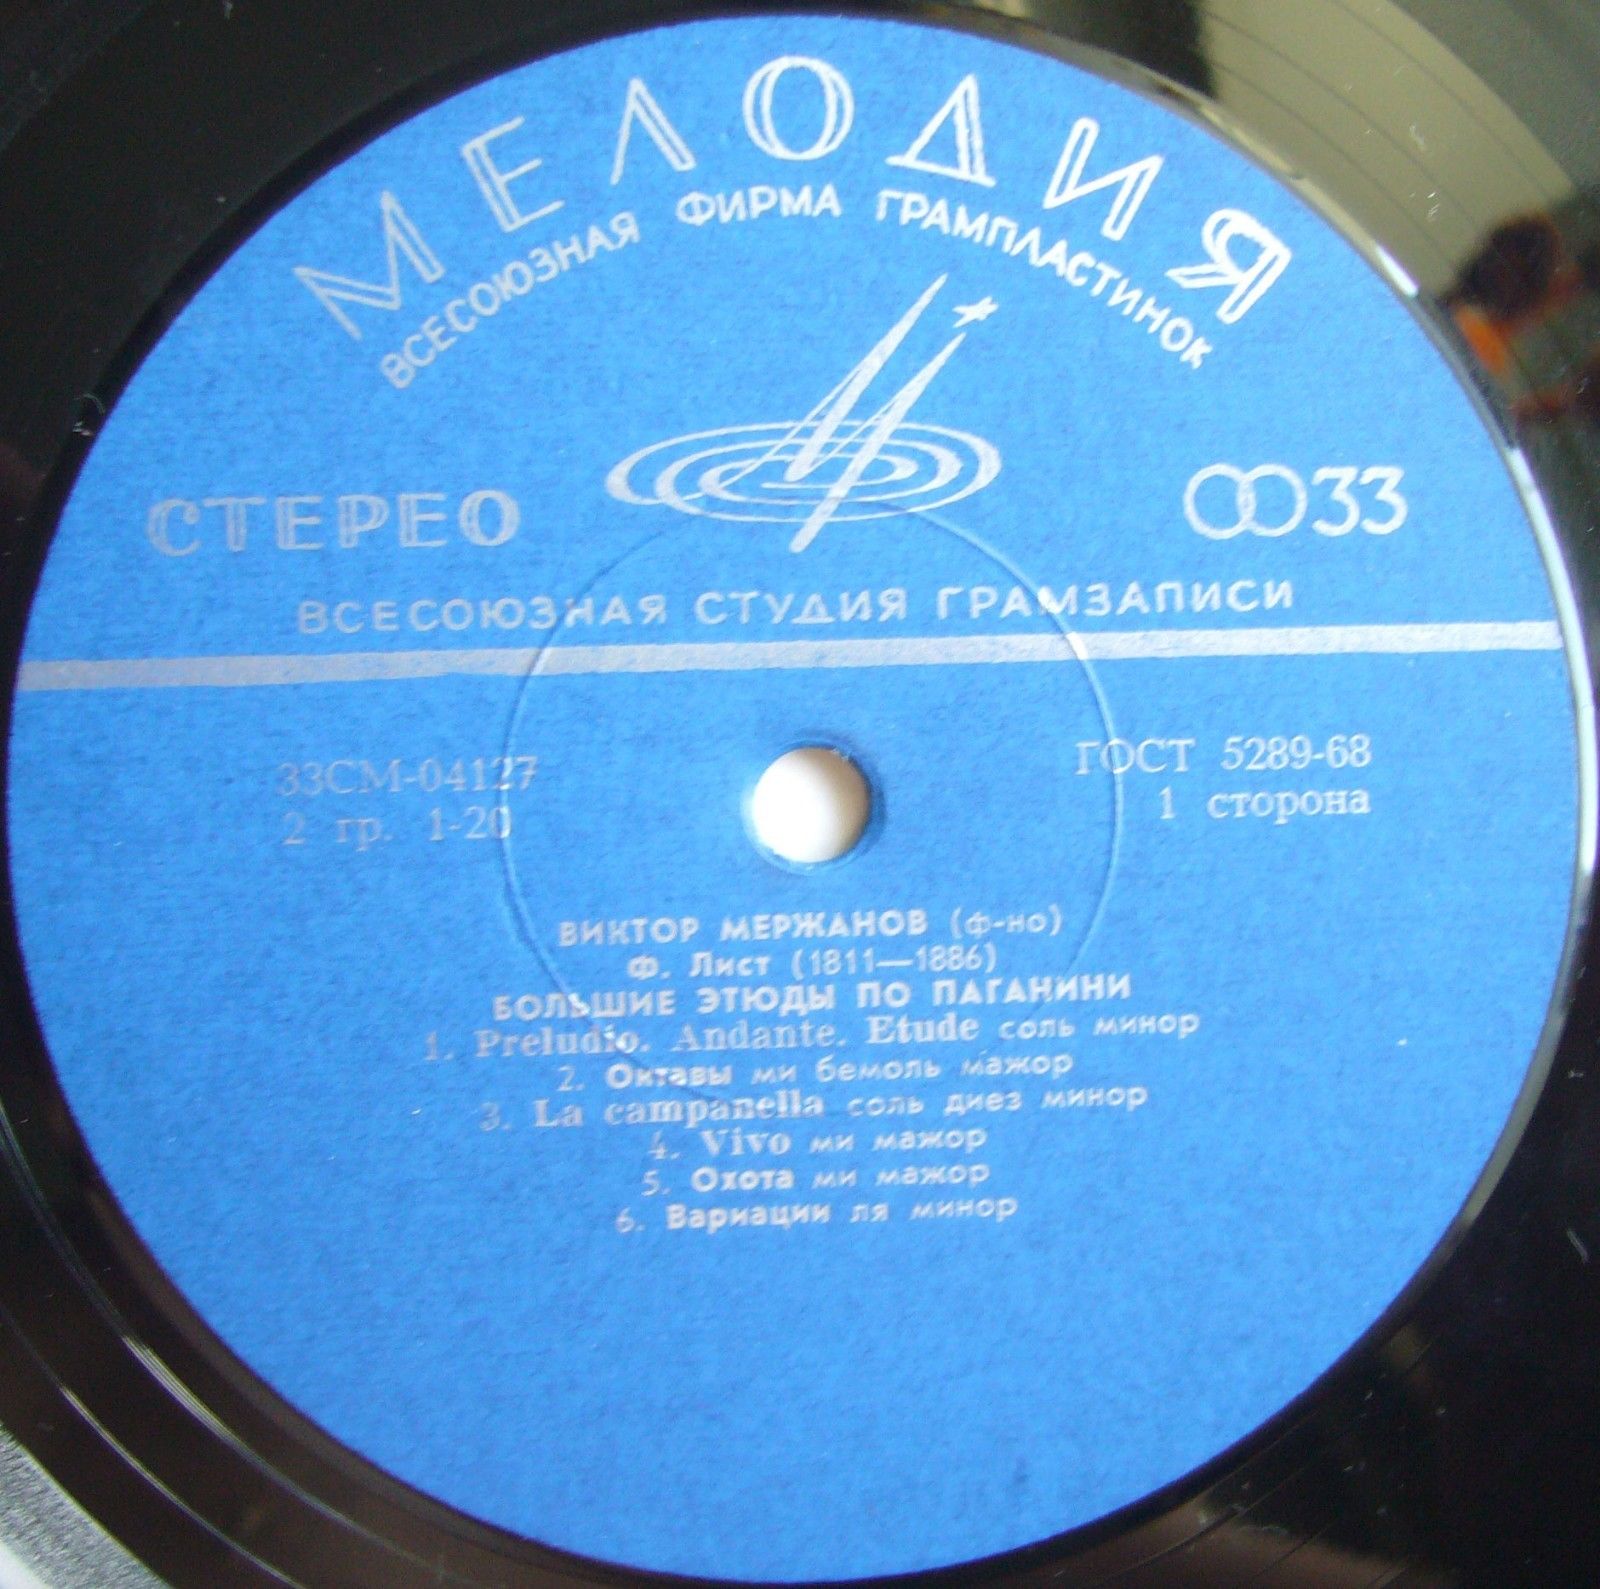 МЕЛОДИЯ
ВСЕСОЮЗНАЯ ФИРМА ГРАМПЛАСТИНОК
СТЕРЕО
33
ВСЕСОЮЗНАЯ СТУДИЯ ГРАМЗАПИСИ
33СМ-04127
ГОСТ 5289-68
2 гр. 1-20
1 сторона
ВИКТОР МЕРЖАНОВ (ф-но)
Ф. Лист (1811—1886)
БОЛЬШИЕ ЭТЮДЫ ПО ПАГАНИНИ
1. Preludio. Andante. Etude соль минор
2. Октавы ми бемоль мажор
3. La campanella соль диез минор
4. Vivo ми мажор
5. Охота ми мажор
6. Вариации ля минор